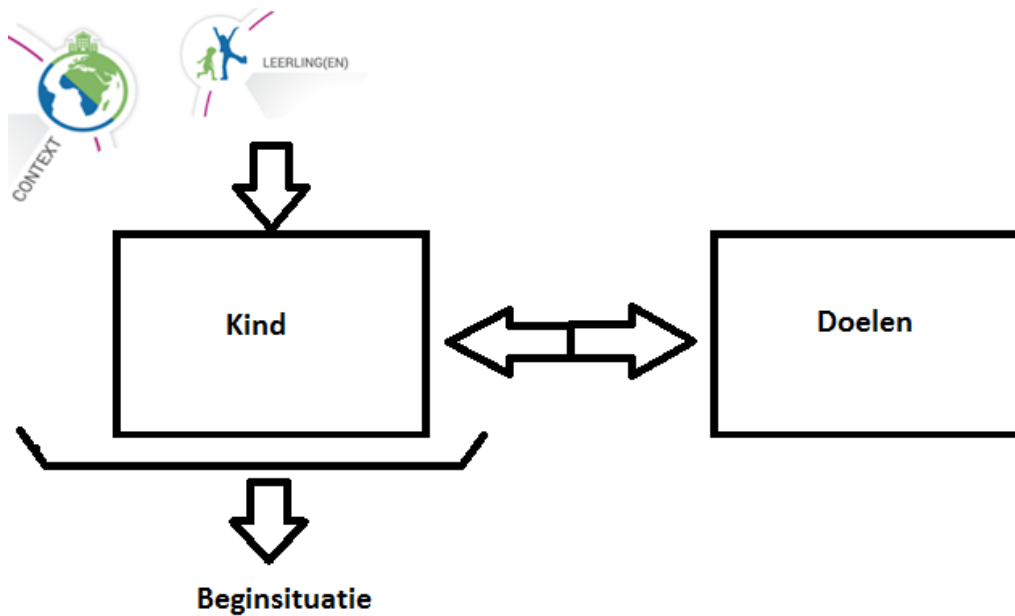 CONTEXT
LEERLING(EN)
Kind
Doelen
Beginsituatie